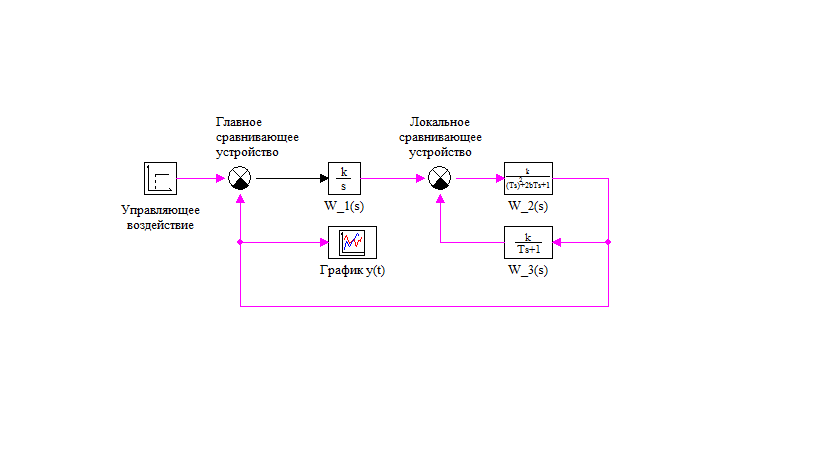 Главное
сравнивающее
устройство
Локальное
сравнивающее
устройство
k
s
k
(Ts)²+2bTs+1
Управляющее
воздействие
W_1(s)
W_2(s)
k
Ts+1
График y(t)
W_3(s)